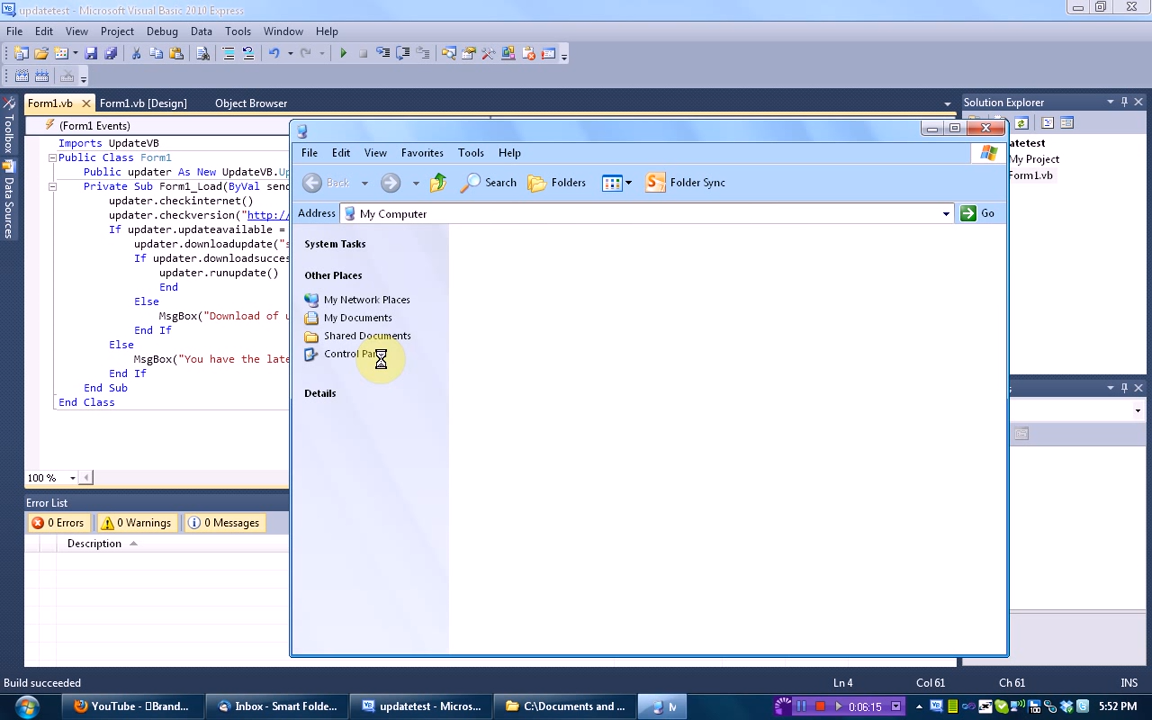 updatetest - Microsoft Visual Basic 2010 Express
File Edit View Project Debug Data Tools Window Help
Form1.vb Form1.vb [Design] Object Browser
Solution Explorer
(Form1 Events)
Toolbox
Data Sources
Imports UpdateVB
Public Class Form1
Public updater As New UpdateVB.
Private Sub Form1_Load(ByVal
updater.checkinternet()
updater.checkversion("http:/
If updater.updateavailable =
updater.downloadupdate("
If updater.downloadsucces
updater.runupdate()
End
Else
MsgBox("Download of
End If
Else
MsgBox("You have the
End If
End Sub
End Class
File Edit View Favorites Tools Help
Back Search Folders Folder Sync
Address My Computer Go
System Tasks
Other Places
My Network Places
My Documents
Shared Documents
Control
Details
datetest
My Project
Form1.vb
100 %
Error List
0 Errors 0 Warnings 0 Messages
Description
Build succeeded
Ln 4 Col 61 Ch 61 INS
YouTube - Brand... Inbox - Smart Folde... updatetest - Micros... C:\Documents and ... M 0:06:15 5:52 PM